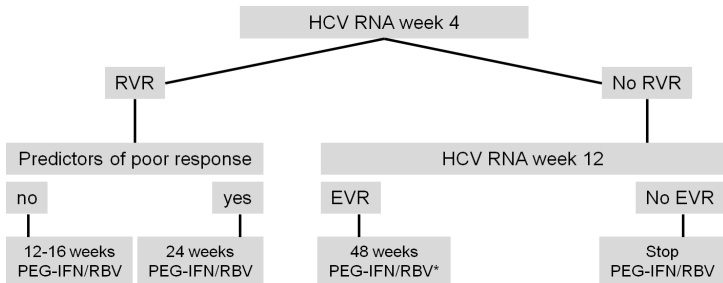 HCV RNA week 4
RVR
No RVR
Predictors of poor response
HCV RNA week 12
no
yes
EVR
No EVR
12-16 weeks
PEG-IFN/RBV
24 weeks
PEG-IFN/RBV
48 weeks
PEG-IFN/RBV*
Stop
PEG-IFN/RBV